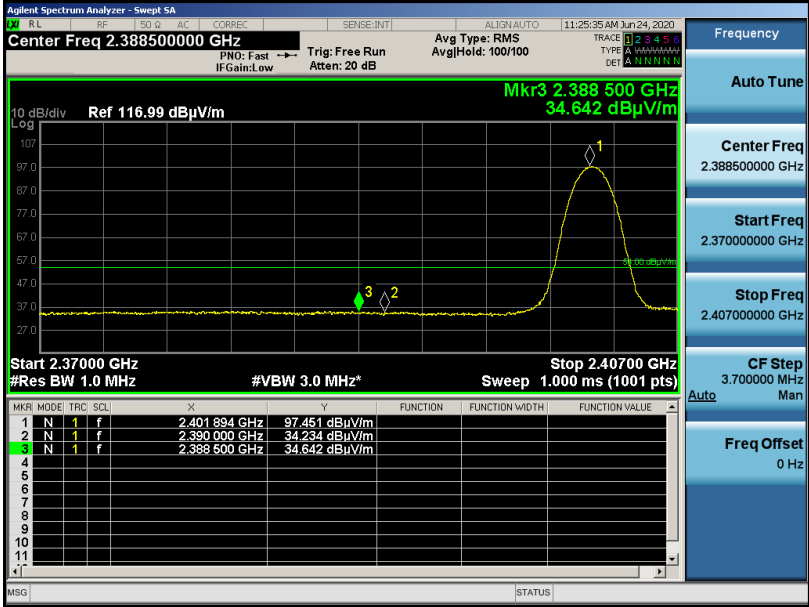 Agilent Spectrum Analyzer - Swept SA
LXI RL RF 50 Ω AC CORREC SENSE:INT ALIGNAUTO 11:25:35 AM Jun 24, 2020
Center Freq 2.388500000 GHz
PNO: Fast
IFGain:Low
Trig: Free Run
Atten: 20 dB
Avg Type: RMS
Avg|Hold: 100/100
TRACE 1 2 3 4 5 6
TYPE A WWWWW
DET A N N N N N
Mkr3 2.388 500 GHz
34.642 dBµV/m
10 dB/div Ref 116.99 dBµV/m
Log
107
97.0
87.0
77.0
67.0
57.0
47.0
37.0
27.0
1
2
3
Start 2.37000 GHz Stop 2.40700 GHz
#Res BW 1.0 MHz #VBW 3.0 MHz* Sweep 1.000 ms (1001 pts)
MKR MODE TRC SCL X Y FUNCTION FUNCTION WIDTH FUNCTION VALUE
1 N 1 f 2.401 894 GHz 97.451 dBµV/m
2 N 1 f 2.390 000 GHz 34.234 dBµV/m
3 N 1 f 2.388 500 GHz 34.642 dBµV/m
4
5
6
7
8
9
10
11
MSG STATUS
Frequency
Auto Tune
Center Freq
2.388500000 GHz
Start Freq
2.370000000 GHz
Stop Freq
2.407000000 GHz
CF Step
3.700000 MHz
Auto Man
Freq Offset
0 Hz